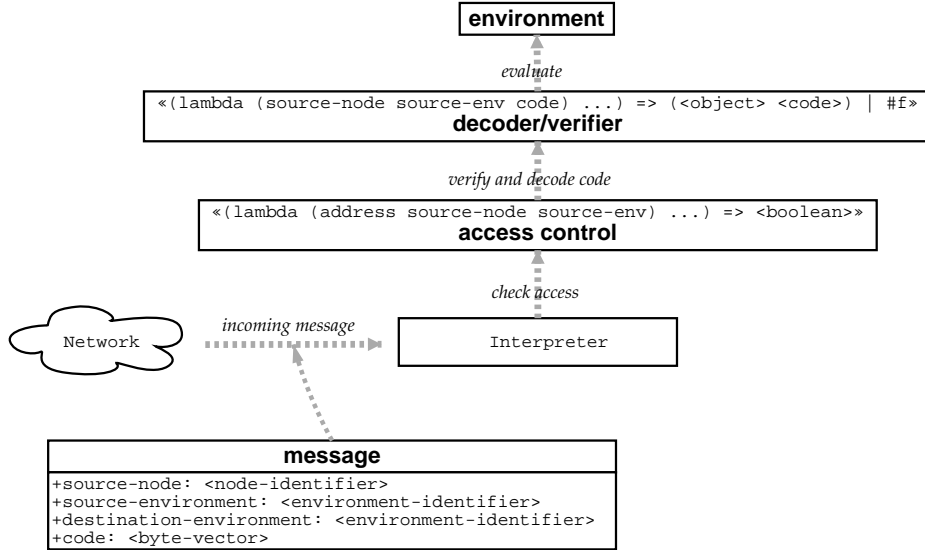 environment
evaluate
«(lambda (source-node source-env code) ...) => (<object> <code>) | #f»
decoder/verifier
verify and decode code
«(lambda (address source-node source-env) ...) => <boolean>»
access control
check access
incoming message
Network
Interpreter
message
+source-node: <node-identifier>
+source-environment: <environment-identifier>
+destination-environment: <environment-identifier>
+code: <byte-vector>